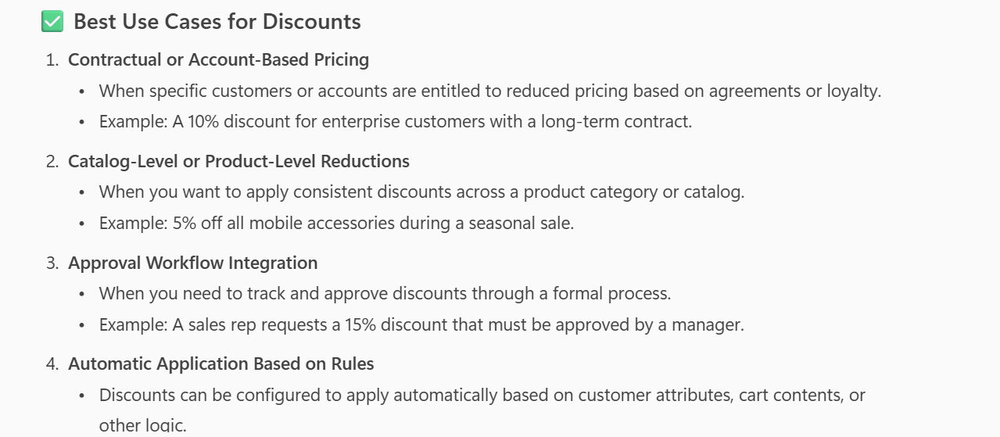 ✅ Best Use Cases for Discounts
1. Contractual or Account-Based Pricing
• When specific customers or accounts are entitled to reduced pricing based on agreements or loyalty.
• Example: A 10% discount for enterprise customers with a long-term contract.
2. Catalog-Level or Product-Level Reductions
• When you want to apply consistent discounts across a product category or catalog.
• Example: 5% off all mobile accessories during a seasonal sale.
3. Approval Workflow Integration
• When you need to track and approve discounts through a formal process.
• Example: A sales rep requests a 15% discount that must be approved by a manager.
4. Automatic Application Based on Rules
• Discounts can be configured to apply automatically based on customer attributes, cart contents, or
other logic.